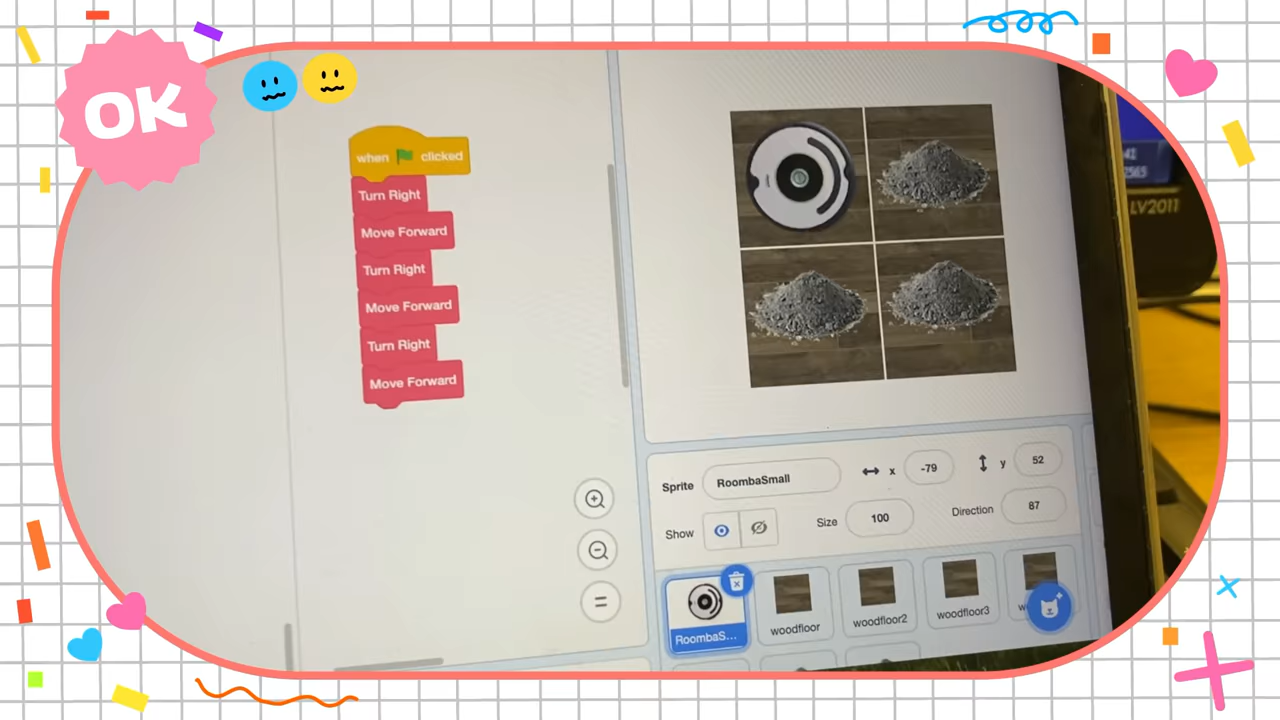 OK
when clicked
Turn Right
Move Forward
Turn Right
Move Forward
Turn Right
Move Forward
LV2011
Sprite RoombaSmall x -79 y 52
Show Size 100 Direction 87
RoombaS... woodfloor woodfloor2 woodfloor3